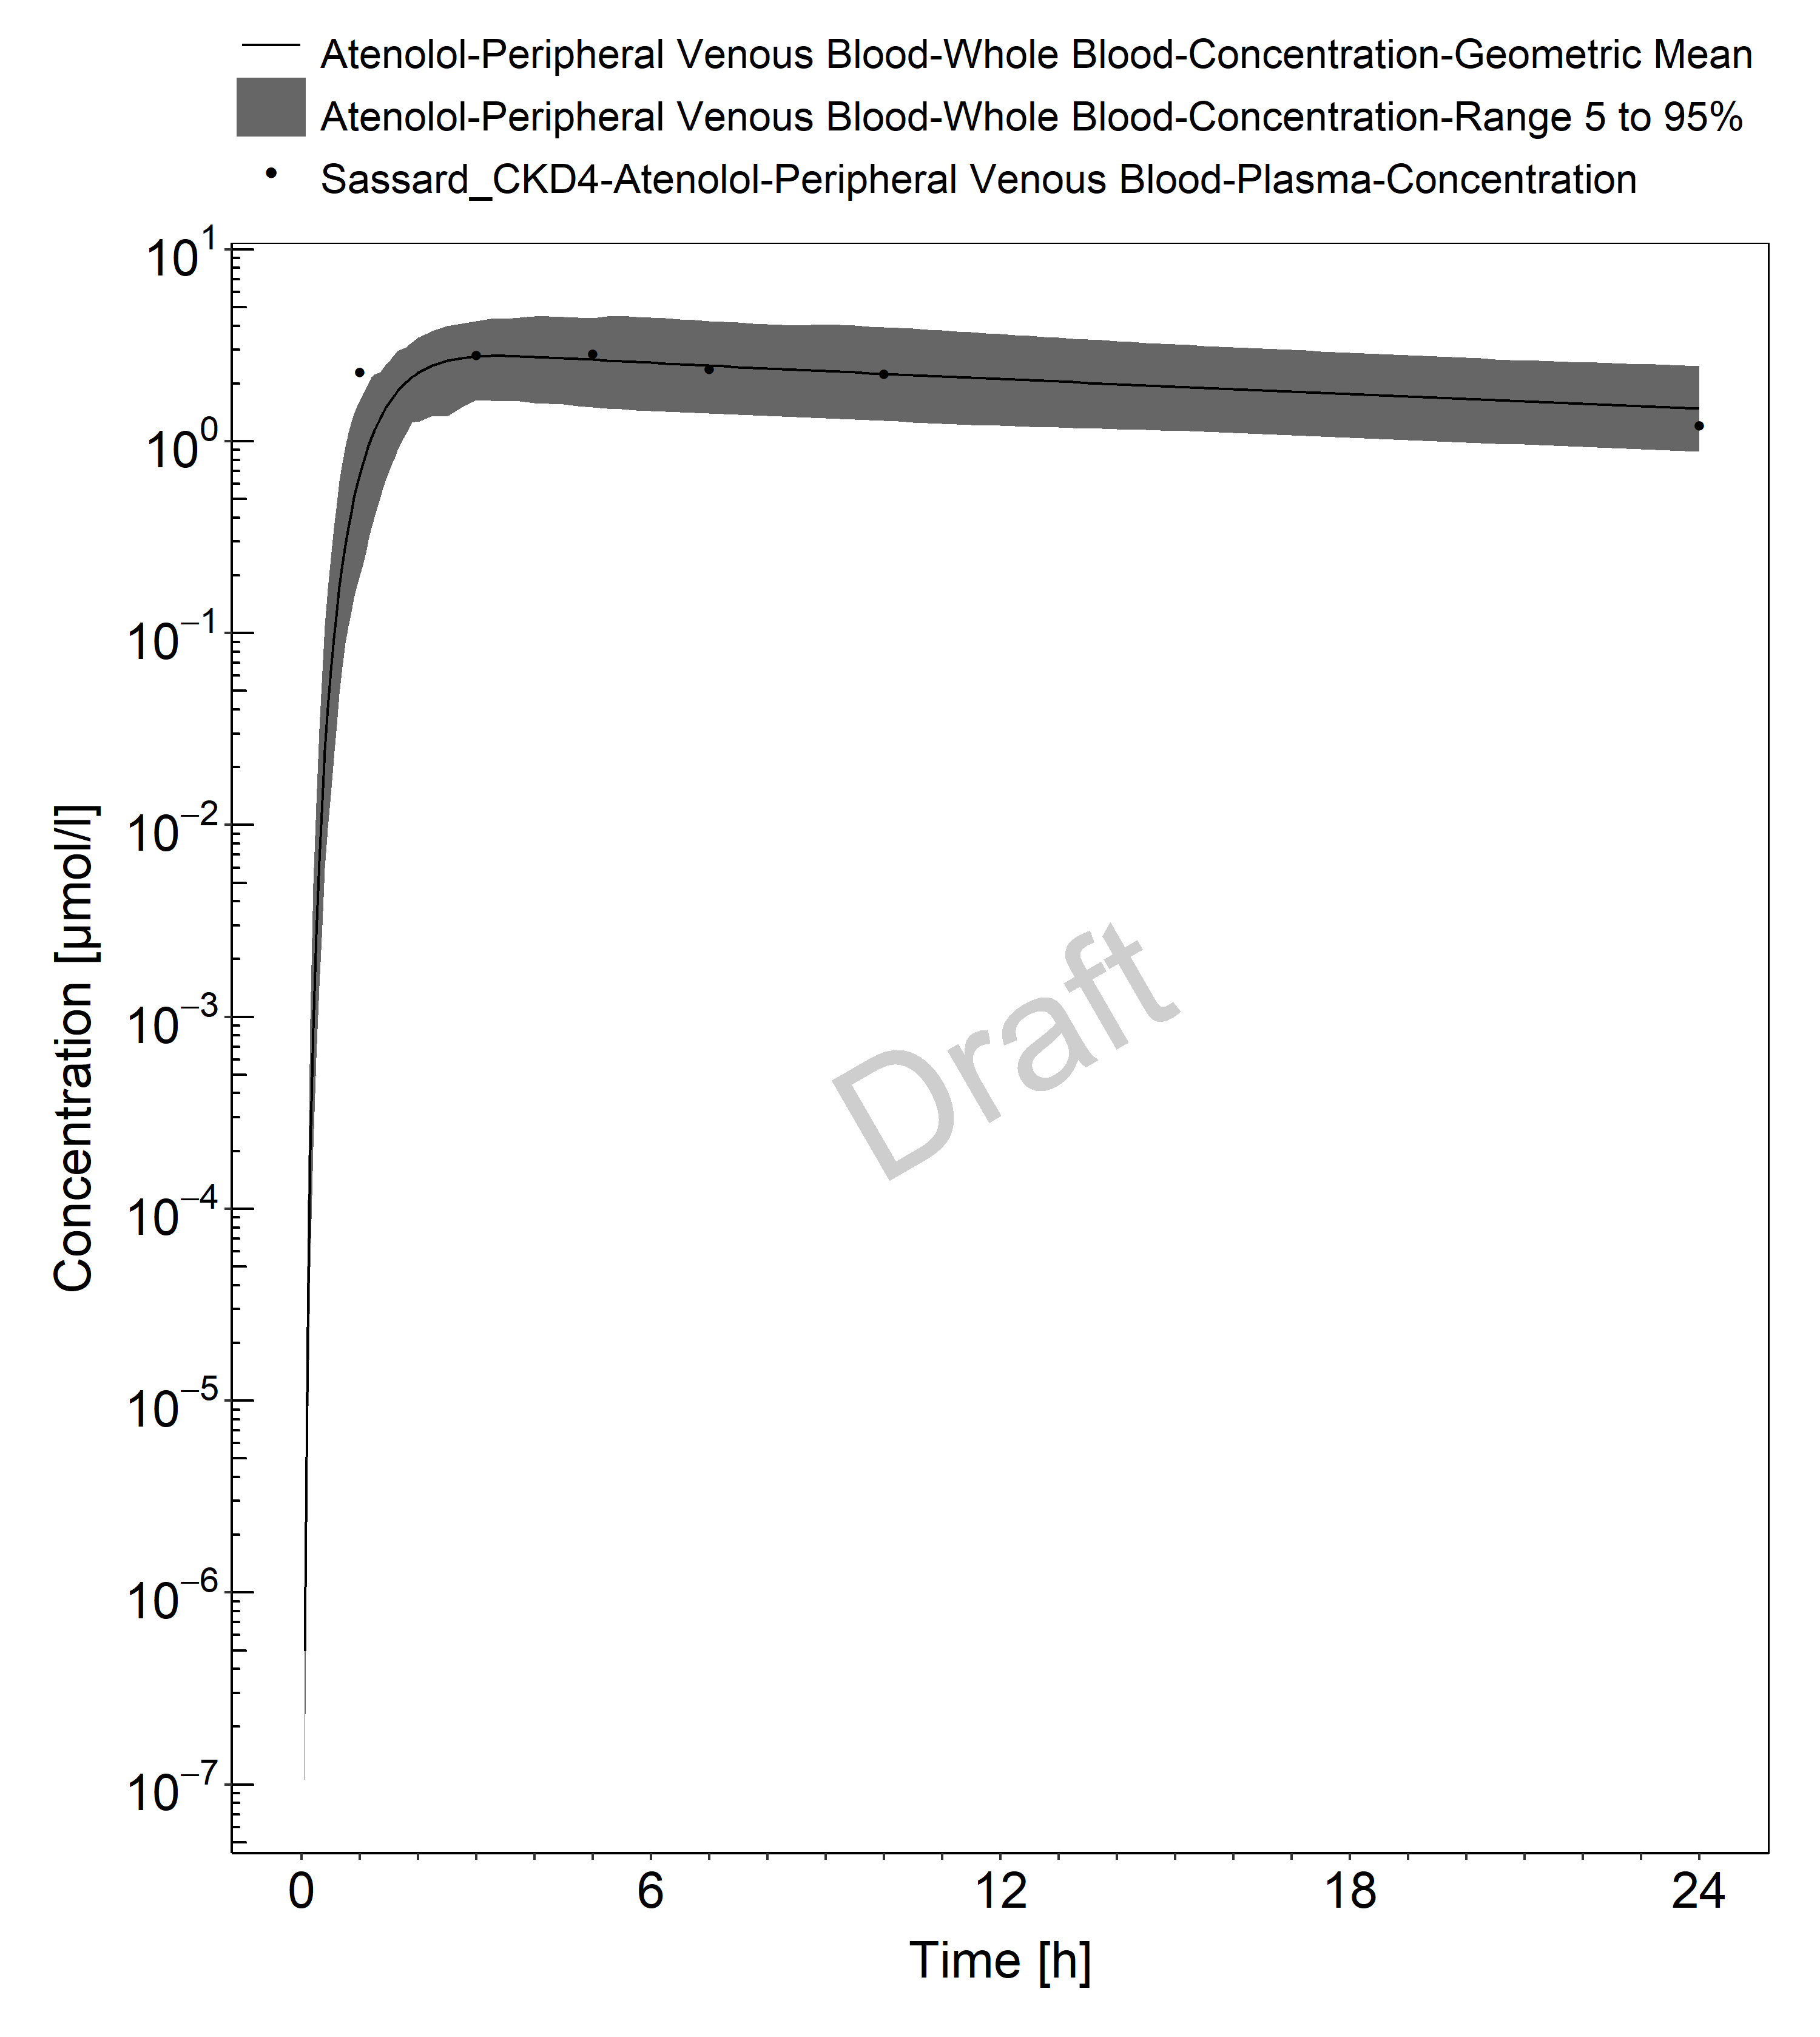 Atenolol-Peripheral Venous Blood-Whole Blood-Concentration-Geometric Mean
Atenolol-Peripheral Venous Blood-Whole Blood-Concentration-Range 5 to 95%
Sassard_CKD4-Atenolol-Peripheral Venous Blood-Plasma-Concentration
10¹
10⁰
10⁻¹
10⁻²
10⁻³
10⁻⁴
10⁻⁵
10⁻⁶
10⁻⁷
Concentration [µmol/l]
Draft
0 6 12 18 24
Time [h]